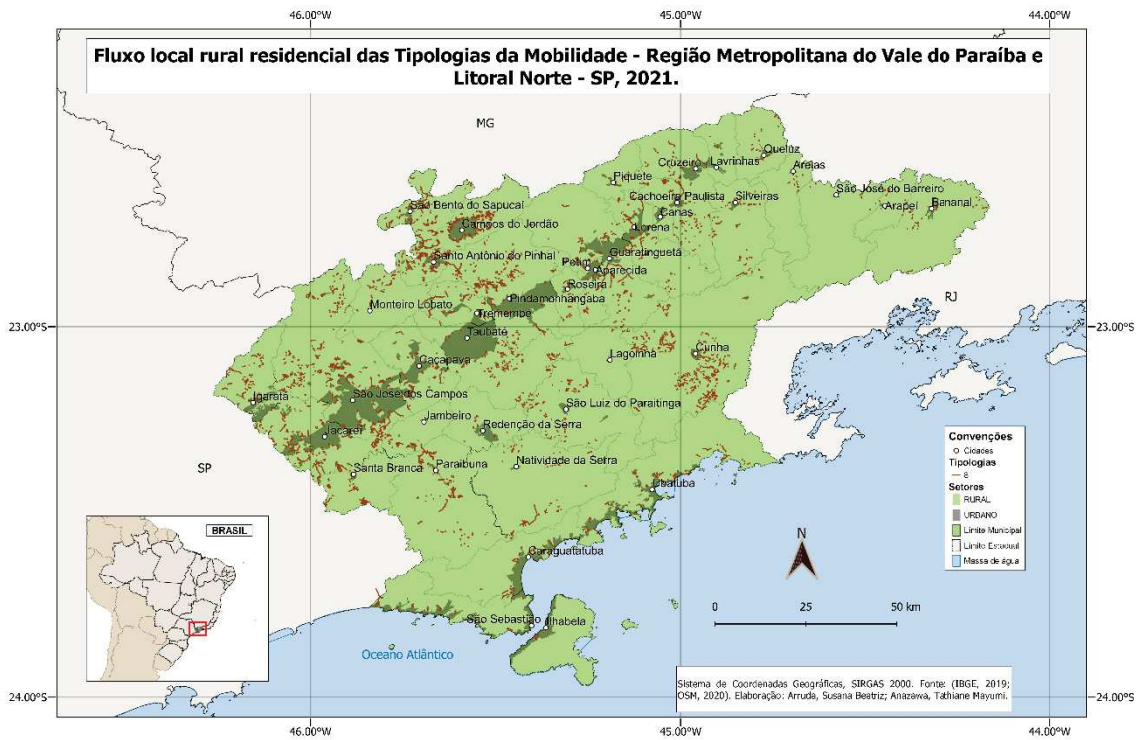 46.00°W 45.00°W 44.00°W
Fluxo local rural residencial das Tipologias da Mobilidade - Região Metropolitana do Vale do Paraíba e
Litoral Norte - SP, 2021.
MG
Queluz
Cruzeiro Lavrinhas
Areias
Piquete
São José do Barreiro
Cachoeira Paulista Silveiras
Arapeí Bananal
São Bento do Sapucaí
Canas
Campos do Jordão
Lorena
Santo Antônio do Pinhal
Guaratinguetá
Potim
Aparecida
Roseira
Pindamonhangaba
Monteiro Lobato
Tremembé
RJ
23.00°S 23.00°S
Taubaté
Cunha
Lagoinha
Caçapava
Igaratá
São José dos Campos
São Luiz do Paraitinga
Jambeiro
Redenção da Serra
Jacareí
SP
Santa Branca
Paraibuna
Natividade da Serra
Ubatuba
Caraguatatuba
São Sebastião
Ilhabela
Oceano Atlântico
Convenções
Cidades
Tipologias
8
Setores
RURAL
URBANO
Limite Municipal
Limite Estadual
Massa de água
N
0 25 50 km
BRASIL
Sistema de Coordenadas Geográficas, SIRGAS 2000. Fonte: (IBGE, 2019;
OSM, 2020). Elaboração: Arruda, Susana Beatriz; Anazawa, Tathiane Mayumi.
24.00°S 24.00°S
46.00°W 45.00°W 44.00°W